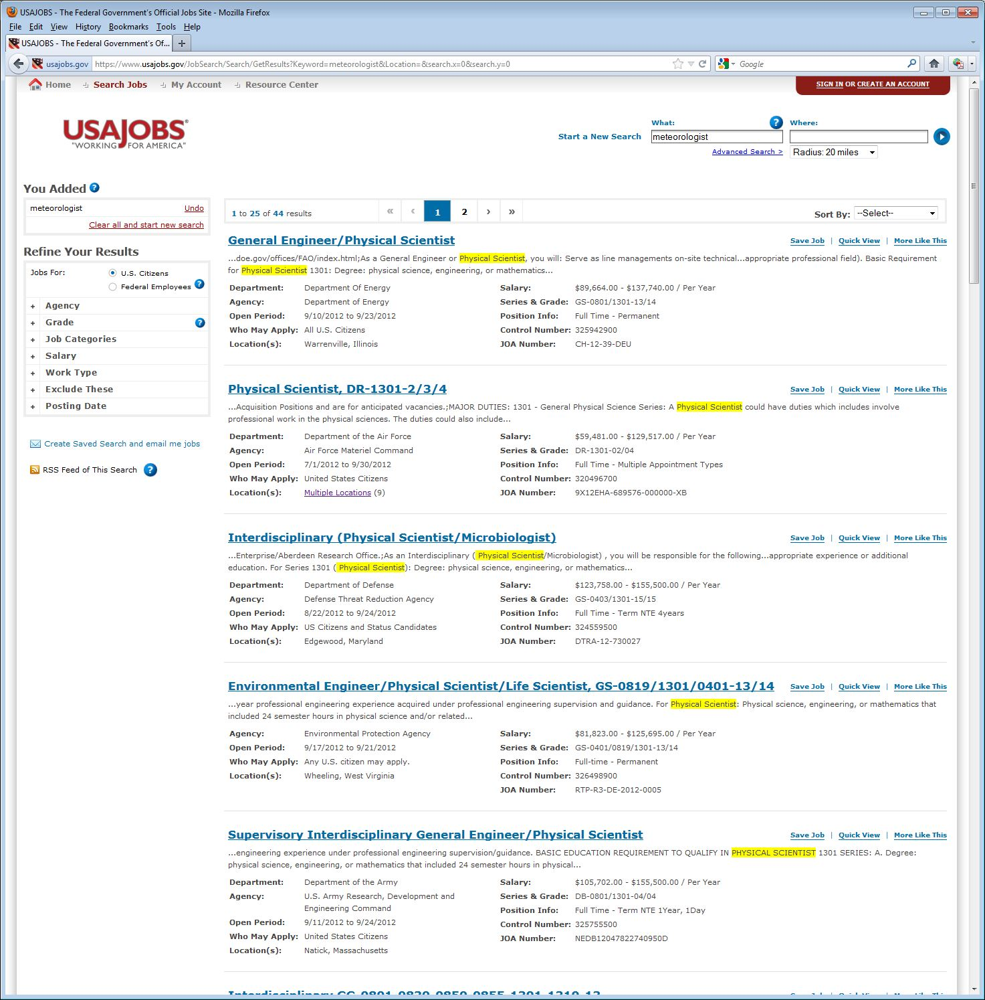 USAJOBS - The Federal Government's Official Jobs Site - Mozilla Firefox
File Edit View History Bookmarks Tools Help
USAJOBS - The Federal Government's Of...
usajobs.gov https://www.usajobs.gov/JobSearch/Search/GetResults?Keyword=meteorologist&Location=&search.x=0&search.y=0 Google
Home Search Jobs My Account Resource Center SIGN IN OR CREATE AN ACCOUNT
USAJOBS®
"WORKING FOR AMERICA"
What: Where:
Start a New Search meteorologist
Advanced Search > Radius: 20 miles
You Added
meteorologist Undo
Clear all and start new search
Refine Your Results
Jobs For: U.S. Citizens
Federal Employees
+ Agency
+ Grade
+ Job Categories
+ Salary
+ Work Type
+ Exclude These
+ Posting Date
Create Saved Search and email me jobs
RSS Feed of This Search
1 to 25 of 44 results « ‹ 1 2 › » Sort By: --Select--
General Engineer/Physical Scientist Save Job | Quick View | More Like This
...doe.gov/offices/FAO/index.html;As a General Engineer or Physical Scientist, you will: Serve as line managements on-site technical...appropriate professional field). Basic Requirement
for Physical Scientist 1301: Degree: physical science, engineering, or mathematics...
Department: Department Of Energy Salary: $89,664.00 - $137,740.00 / Per Year
Agency: Department of Energy Series & Grade: GS-0801/1301-13/14
Open Period: 9/10/2012 to 9/23/2012 Position Info: Full Time - Permanent
Who May Apply: All U.S. Citizens Control Number: 325942900
Location(s): Warrenville, Illinois JOA Number: CH-12-39-DEU
Physical Scientist, DR-1301-2/3/4 Save Job | Quick View | More Like This
...Acquisition Positions and are for anticipated vacancies.;MAJOR DUTIES: 1301 - General Physical Science Series: A Physical Scientist could have duties which includes involve
professional work in the physical sciences. The duties could also include...
Department: Department of the Air Force Salary: $59,481.00 - $129,517.00 / Per Year
Agency: Air Force Materiel Command Series & Grade: DR-1301-02/04
Open Period: 7/1/2012 to 9/30/2012 Position Info: Full Time - Multiple Appointment Types
Who May Apply: United States Citizens Control Number: 320496700
Location(s): Multiple Locations (9) JOA Number: 9X12EHA-689576-000000-XB
Interdisciplinary (Physical Scientist/Microbiologist) Save Job | Quick View | More Like This
...Enterprise/Aberdeen Research Office.;As an Interdisciplinary ( Physical Scientist/Microbiologist) , you will be responsible for the following...appropriate experience or additional
education. For Series 1301 ( Physical Scientist): Degree: physical science, engineering, or mathematics...
Department: Department of Defense Salary: $123,758.00 - $155,500.00 / Per Year
Agency: Defense Threat Reduction Agency Series & Grade: GS-0403/1301-15/15
Open Period: 8/22/2012 to 9/24/2012 Position Info: Full Time - Term NTE 4years
Who May Apply: US Citizens and Status Candidates Control Number: 324559500
Location(s): Edgewood, Maryland JOA Number: DTRA-12-730027
Environmental Engineer/Physical Scientist/Life Scientist, GS-0819/1301/0401-13/14 Save Job | Quick View | More Like This
...year professional engineering experience acquired under professional engineering supervision and guidance. For Physical Scientist: Physical science, engineering, or mathematics that
included 24 semester hours in physical science and/or related...
Agency: Environmental Protection Agency Salary: $81,823.00 - $125,695.00 / Per Year
Open Period: 9/17/2012 to 9/21/2012 Series & Grade: GS-0401/0819/1301-13/14
Who May Apply: Any U.S. citizen may apply. Position Info: Full-time - Permanent
Location(s): Wheeling, West Virginia Control Number: 326498900
JOA Number: RTP-R3-DE-2012-0005
Supervisory Interdisciplinary General Engineer/Physical Scientist Save Job | Quick View | More Like This
...engineering experience under professional engineering supervision/guidance. BASIC EDUCATION REQUIREMENT TO QUALIFY IN PHYSICAL SCIENTIST 1301 SERIES: A. Degree:
physical science, engineering, or mathematics that included 24 semester hours in physical...
Department: Department of the Army Salary: $105,702.00 - $155,500.00 / Per Year
Agency: U.S. Army Research, Development and Series & Grade: DB-0801/1301-04/04
Engineering Command Position Info: Full Time - Term NTE 1Year, 1Day
Open Period: 9/11/2012 to 9/24/2012 Control Number: 325755500
Who May Apply: United States Citizens JOA Number: NEDB12047822740950D
Location(s): Natick, Massachusetts
Save Job | Quick View | More Like This